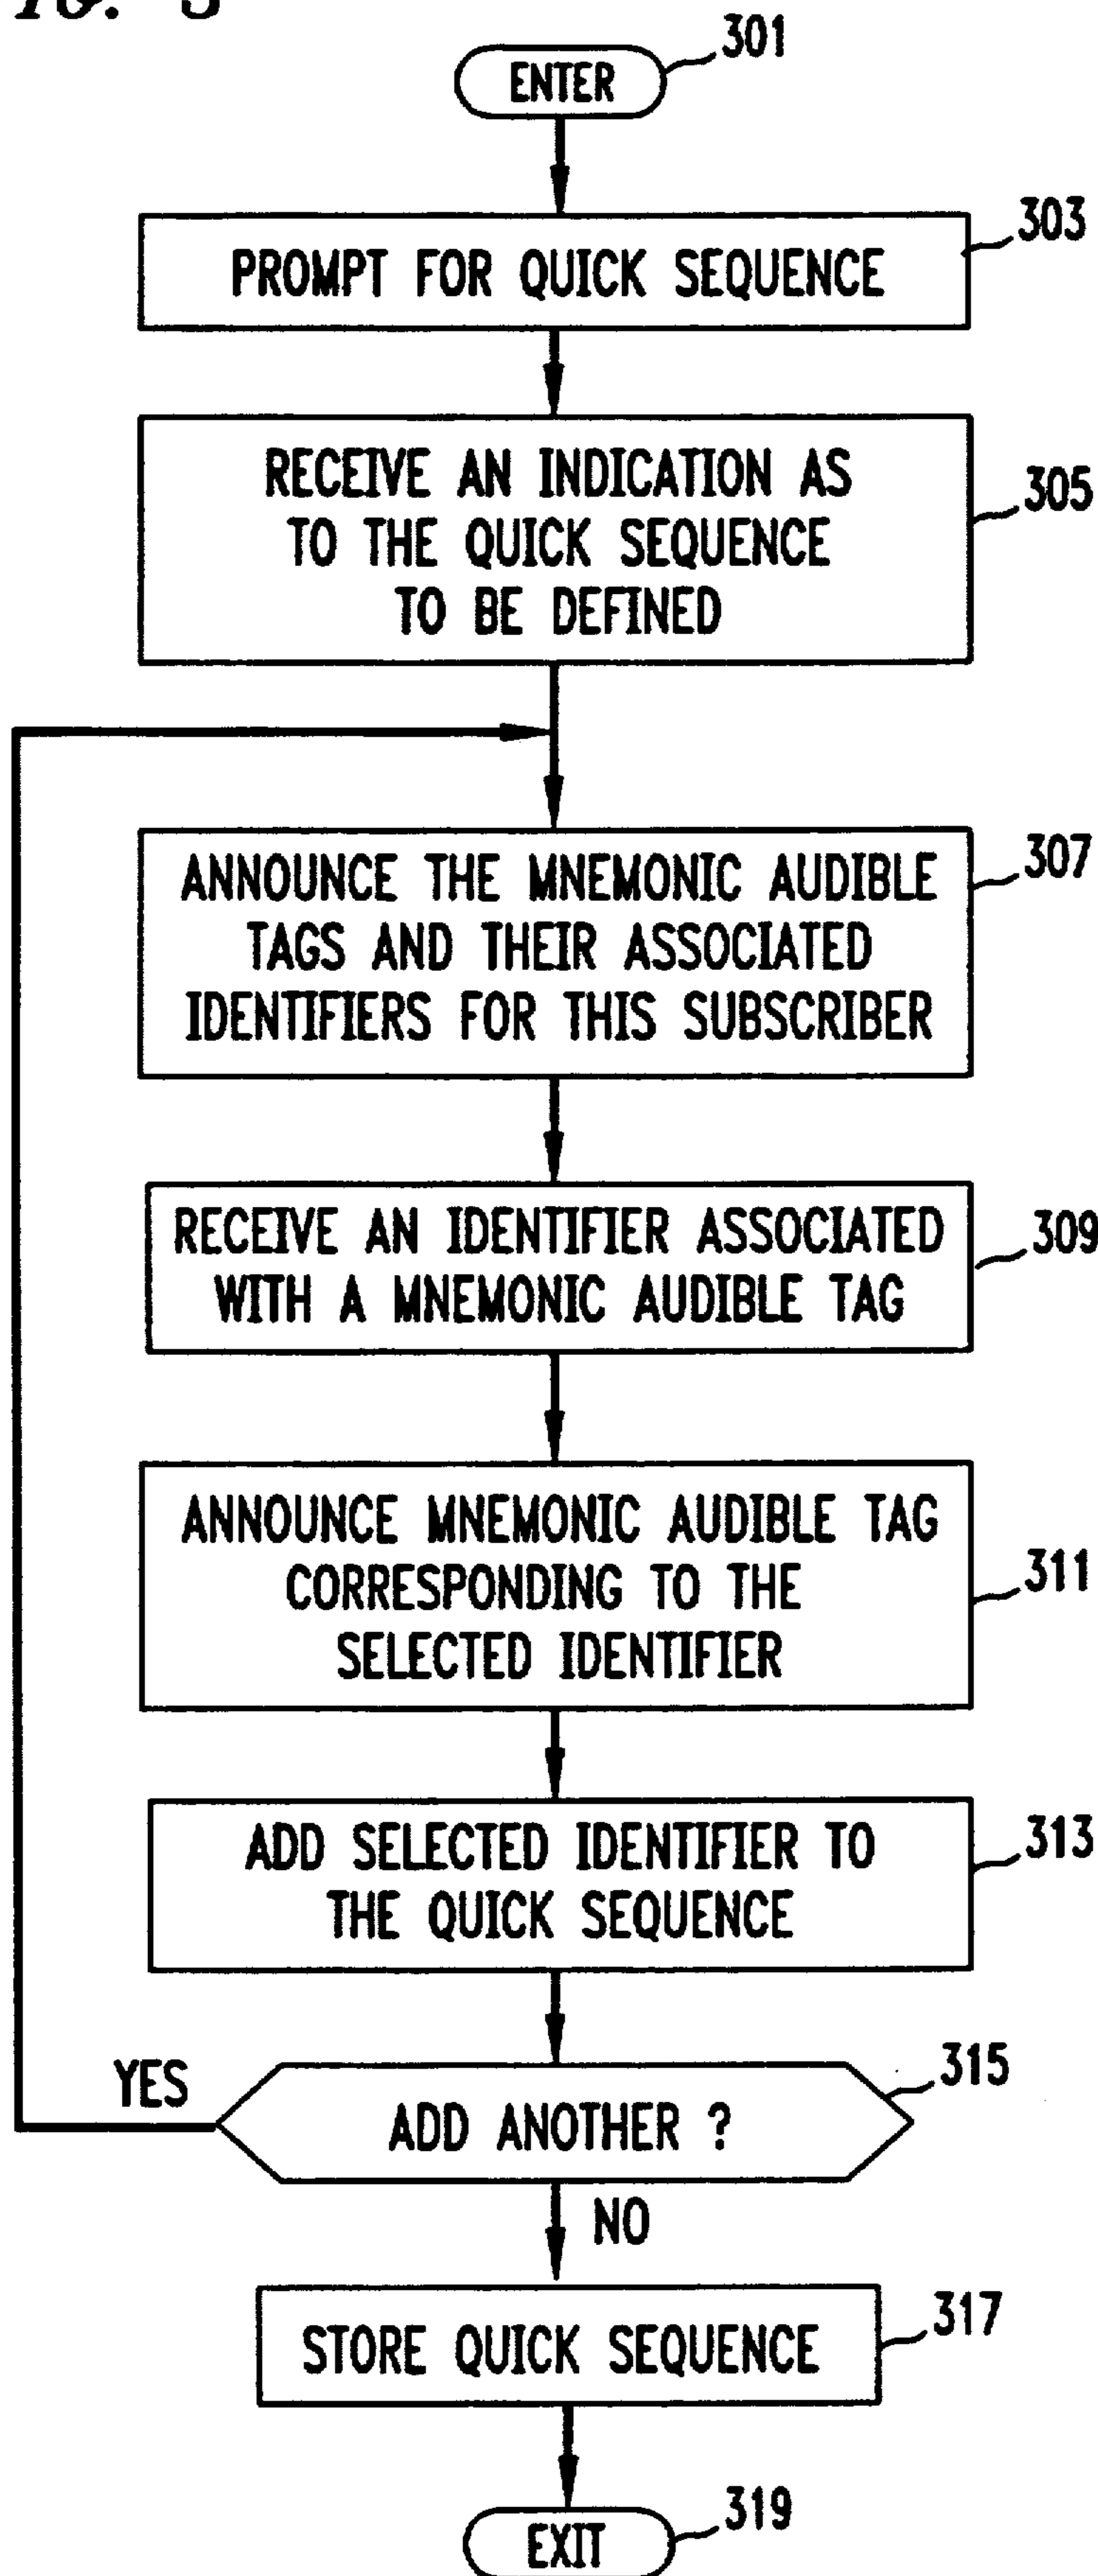 301
ENTER
303
PROMPT FOR QUICK SEQUENCE
RECEIVE AN INDICATION AS
TO THE QUICK SEQUENCE
TO BE DEFINED
305
ANNOUNCE THE MNEMONIC AUDIBLE
TAGS AND THEIR ASSOCIATED
IDENTIFIERS FOR THIS SUBSCRIBER
307
RECEIVE AN IDENTIFIER ASSOCIATED
WITH A MNEMONIC AUDIBLE TAG
309
ANNOUNCE MNEMONIC AUDIBLE TAG
CORRESPONDING TO THE
SELECTED IDENTIFIER
311
ADD SELECTED IDENTIFIER TO
THE QUICK SEQUENCE
313
YES
ADD ANOTHER ?
315
NO
STORE QUICK SEQUENCE
317
EXIT
319